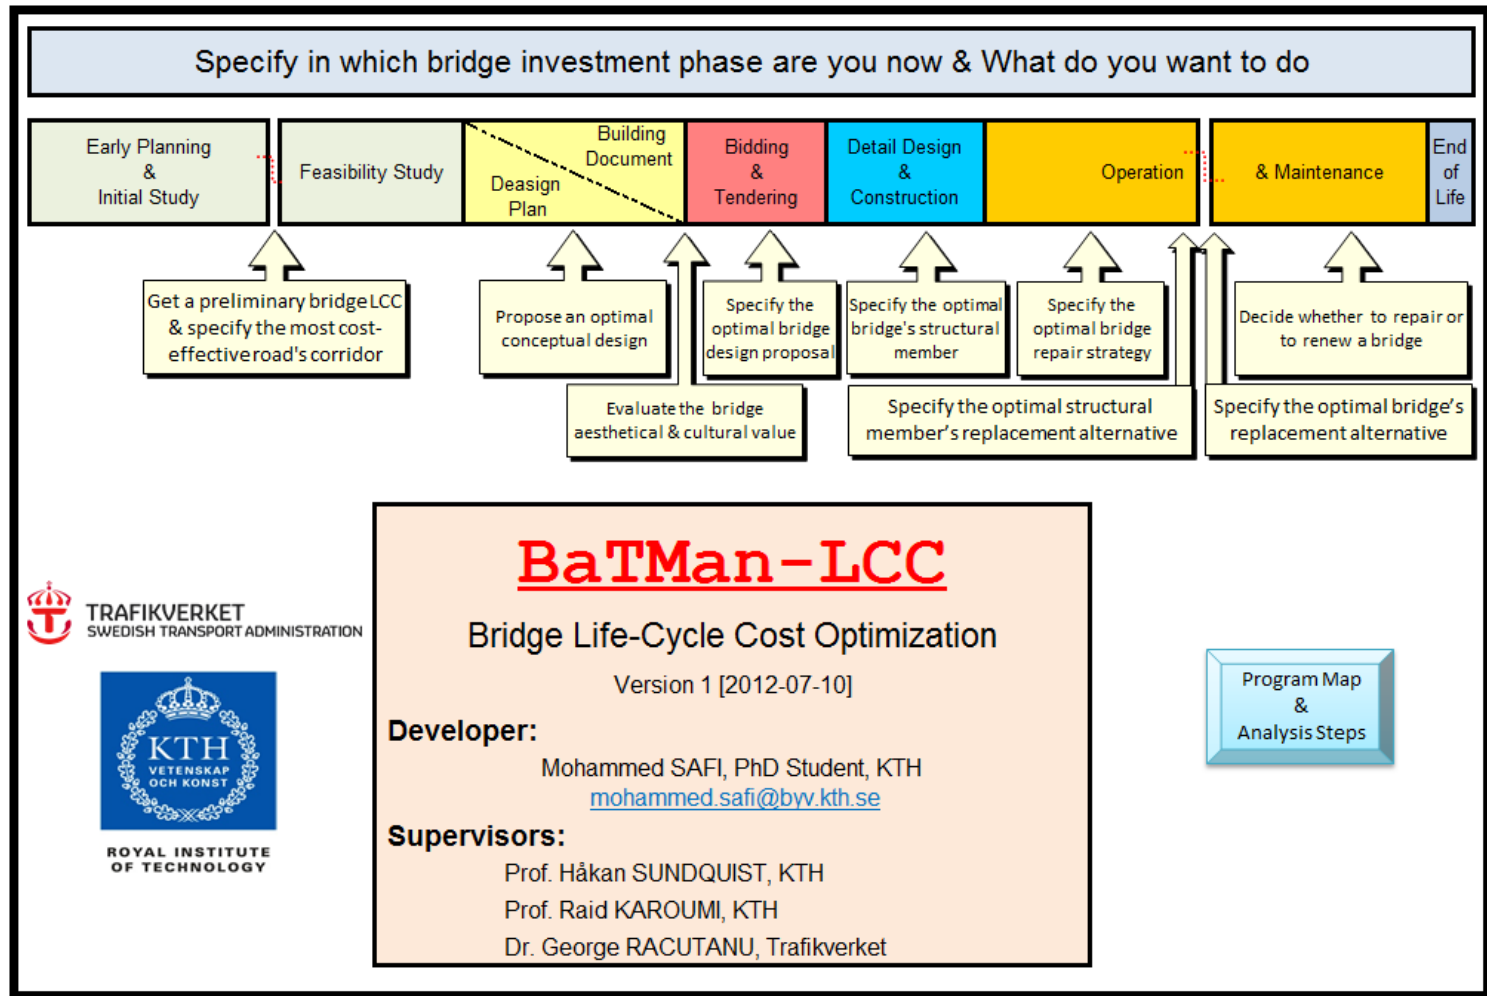 Specify in which bridge investment phase are you now & What do you want to do
Early Planning
&
Initial Study
Feasibility Study
Building
Document
Deasign
Plan
Bidding
&
Tendering
Detail Design
&
Construction
Operation
& Maintenance
End
of
Life
Get a preliminary bridge LCC
& specify the most cost-
effective road's corridor
Propose an optimal
conceptual design
Evaluate the bridge
aesthetical & cultural value
Specify the
optimal bridge
design proposal
Specify the optimal
bridge's structural
member
Specify the
optimal bridge
repair strategy
Specify the optimal structural
member's replacement alternative
Specify the optimal bridge's
replacement alternative
Decide whether to repair or
to renew a bridge
TRAFIKVERKET
SWEDISH TRANSPORT ADMINISTRATION
KTH
VETENSKAP
OCH KONST
ROYAL INSTITUTE
OF TECHNOLOGY
BaTMan-LCC
Bridge Life-Cycle Cost Optimization
Version 1 [2012-07-10]
Developer:
Mohammed SAFI, PhD Student, KTH
mohammed.safi@byv.kth.se
Supervisors:
Prof. Håkan SUNDQUIST, KTH
Prof. Raid KAROUMI, KTH
Dr. George RACUTANU, Trafikverket
Program Map
&
Analysis Steps